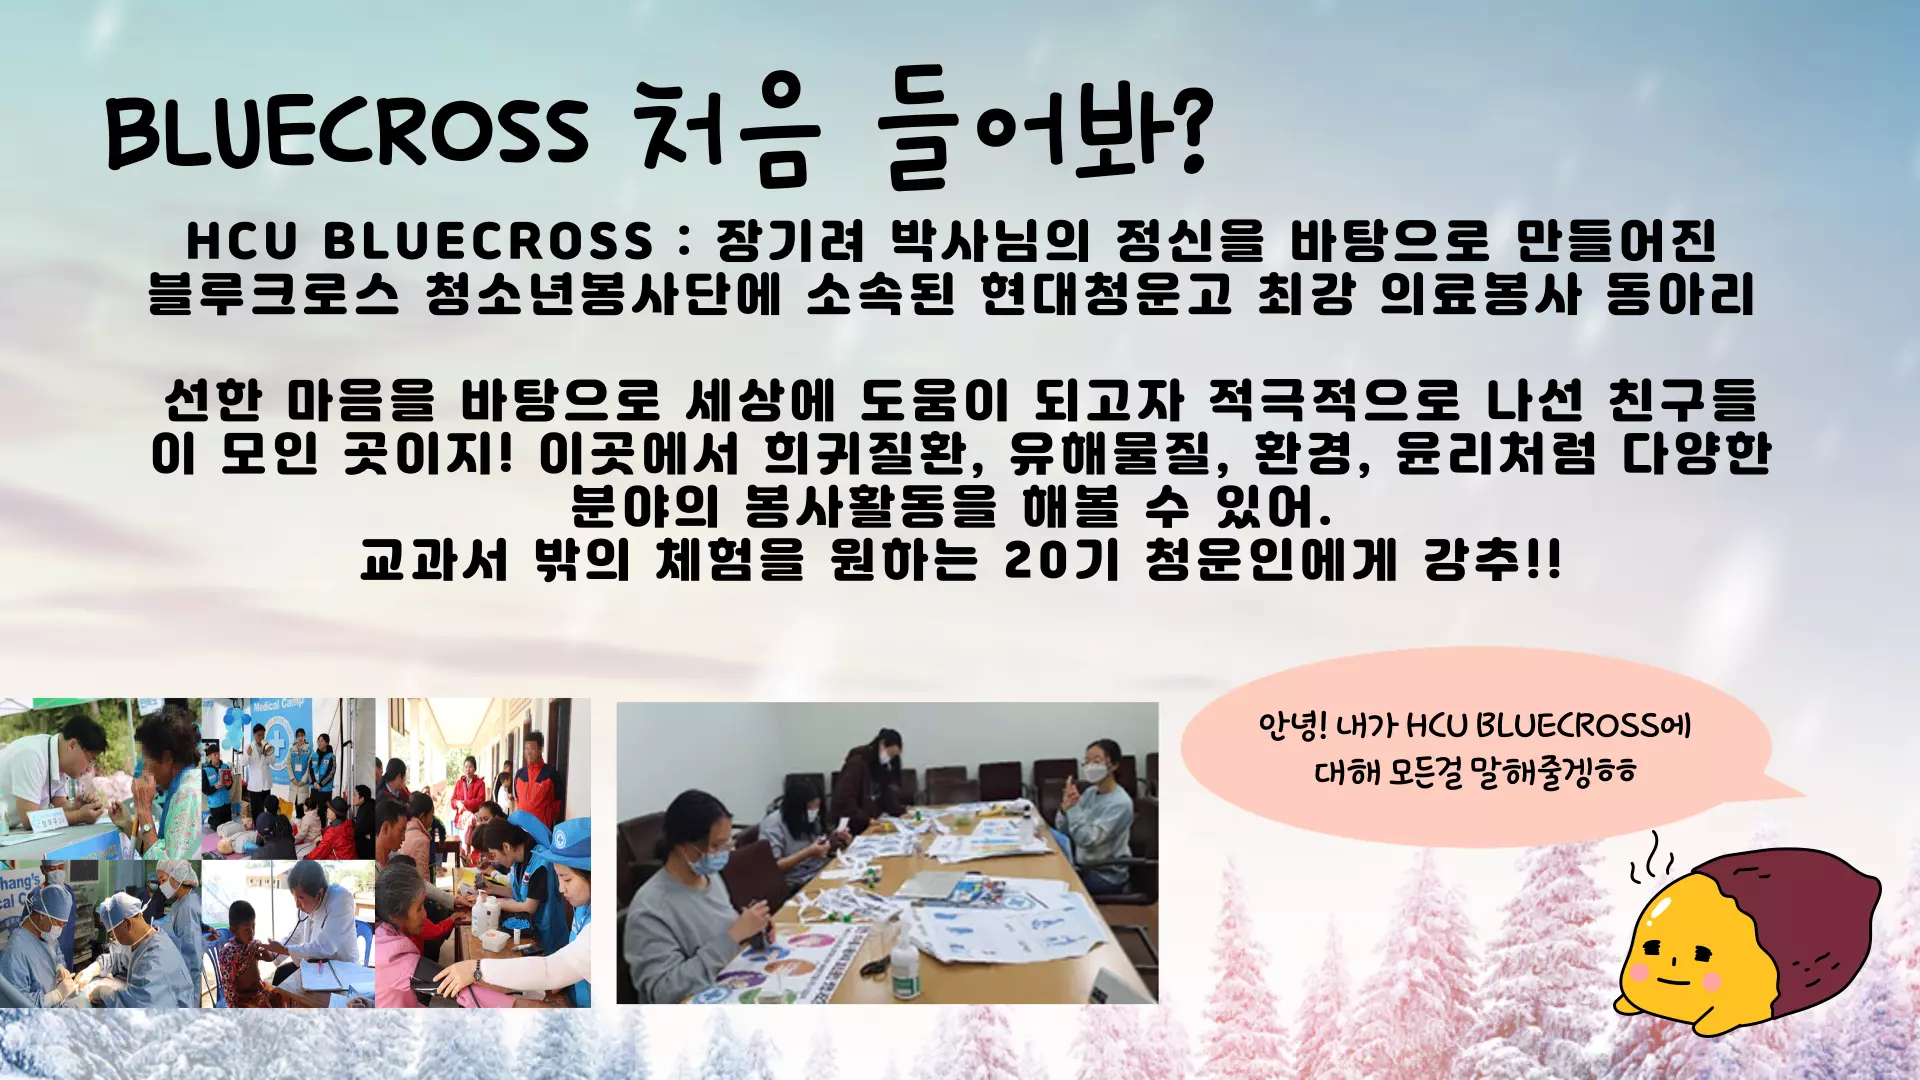 BLUECROSS 처음 들어봐?
HCU BLUECROSS : 장기려 박사님의 정신을 바탕으로 만들어진
블루크로스 청소년봉사단에 소속된 현대청운고 최강 의료봉사 동아리
선한 마음을 바탕으로 세상에 도움이 되고자 적극적으로 나선 친구들
이 모인 곳이지! 이곳에서 희귀질환, 유해물질, 환경, 윤리처럼 다양한
분야의 봉사활동을 해볼 수 있어.
교과서 밖의 체험을 원하는 20기 청운인에게 강추!!
Medical Camp
안녕! 내가 HCU BLUECROSS에
대해 모든걸 말해줄겡ㅎㅎ